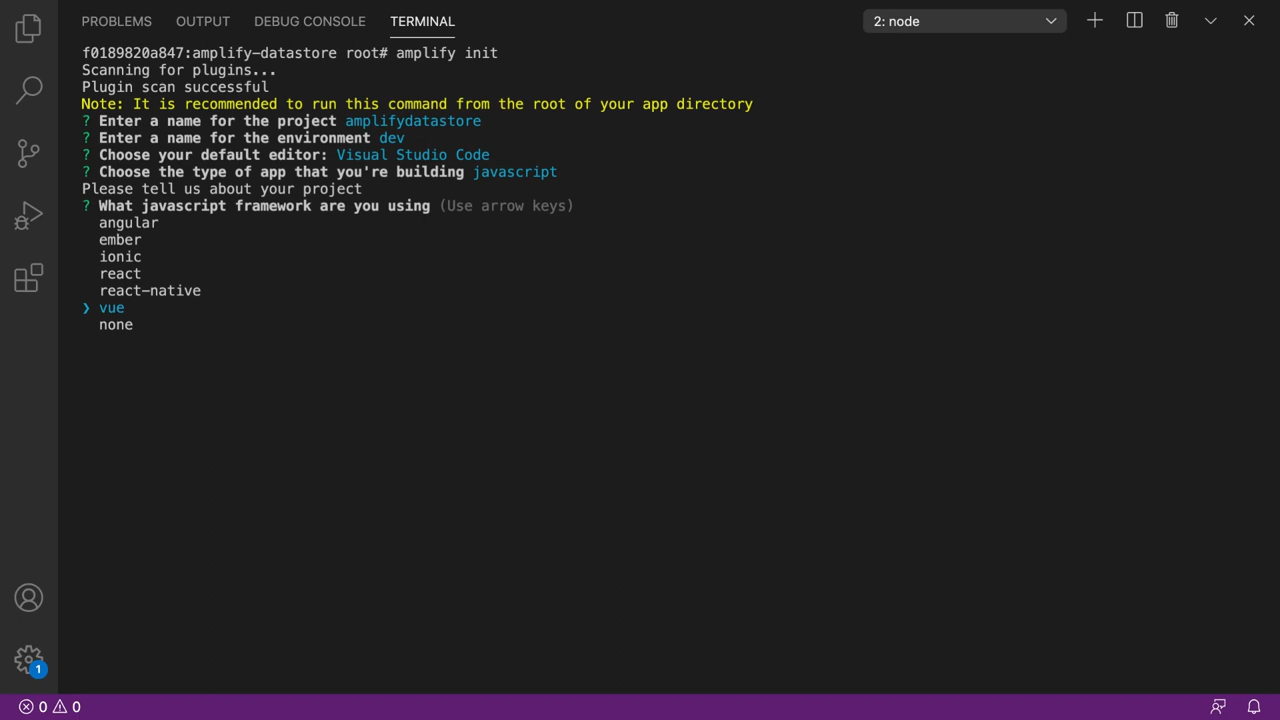 PROBLEMS OUTPUT DEBUG CONSOLE TERMINAL 2: node
f0189820a847:amplify-datastore root# amplify init
Scanning for plugins...
Plugin scan successful
Note: It is recommended to run this command from the root of your app directory
? Enter a name for the project amplifydatastore
? Enter a name for the environment dev
? Choose your default editor: Visual Studio Code
? Choose the type of app that you're building javascript
Please tell us about your project
? What javascript framework are you using (Use arrow keys)
angular
ember
ionic
react
react-native
❯ vue
none
1
0 0